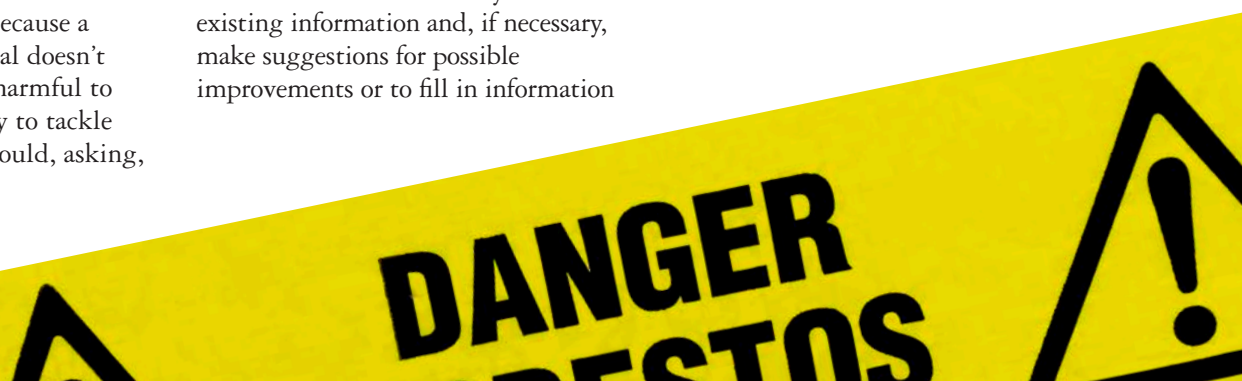 ecause a
al doesn't
harmful to
y to tackle
ould, asking,
existing information and, if necessary,
make suggestions for possible
improvements or to fill in information
DANGER
BESTOS